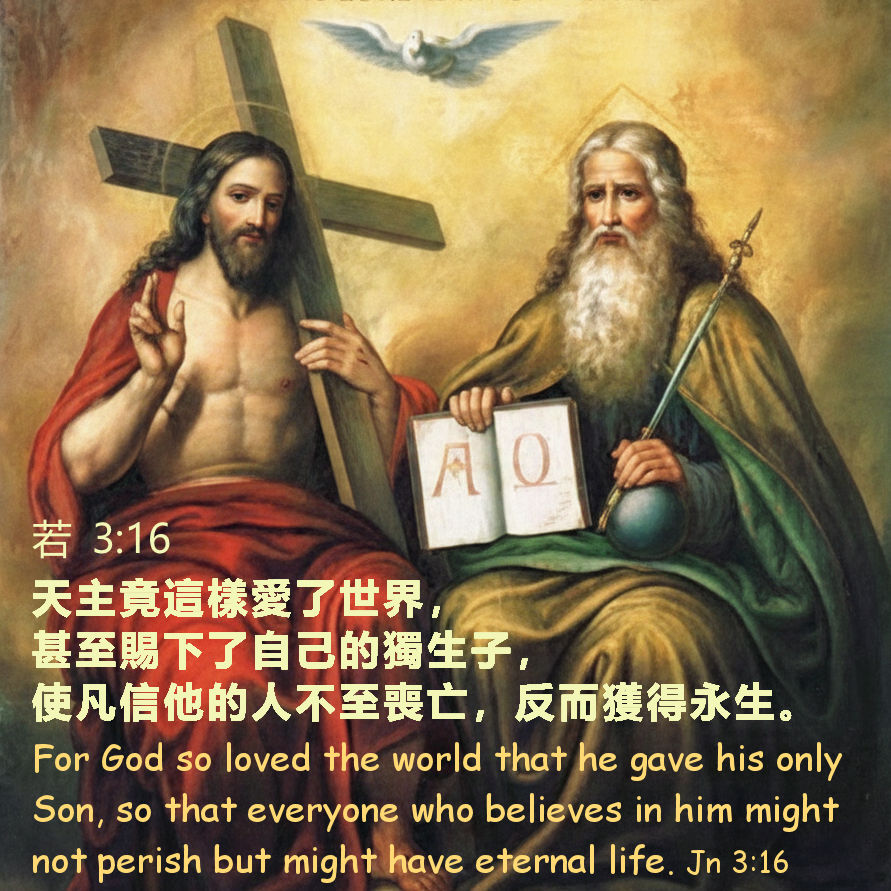 A Ω
若 3:16
天主竟這樣愛了世界，
甚至賜下了自己的獨生子，
使凡信他的人不至喪亡，反而獲得永生。
For God so loved the world that he gave his only
Son, so that everyone who believes in him might
not perish but might have eternal life. Jn 3:16